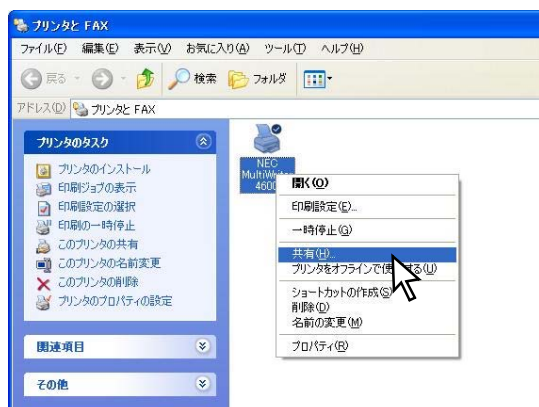 プリンタと FAX
ファイル(F) 編集(E) 表示(V) お気に入り(A) ツール(T) ヘルプ(H)
戻る 検索 フォルダ
アドレス(D) プリンタと FAX
プリンタのタスク
プリンタのインストール
印刷ジョブの表示
印刷設定の選択
印刷の一時停止
このプリンタの共有
このプリンタの名前変更
このプリンタの削除
プリンタのプロパティの設定
関連項目
その他
NEC
4600
開く(O)
印刷設定(E)...
一時停止(G)
共有(H)...
プリンタをオフラインで使用する(U)
ショートカットの作成(S)
削除(D)
名前の変更(M)
プロパティ(R)